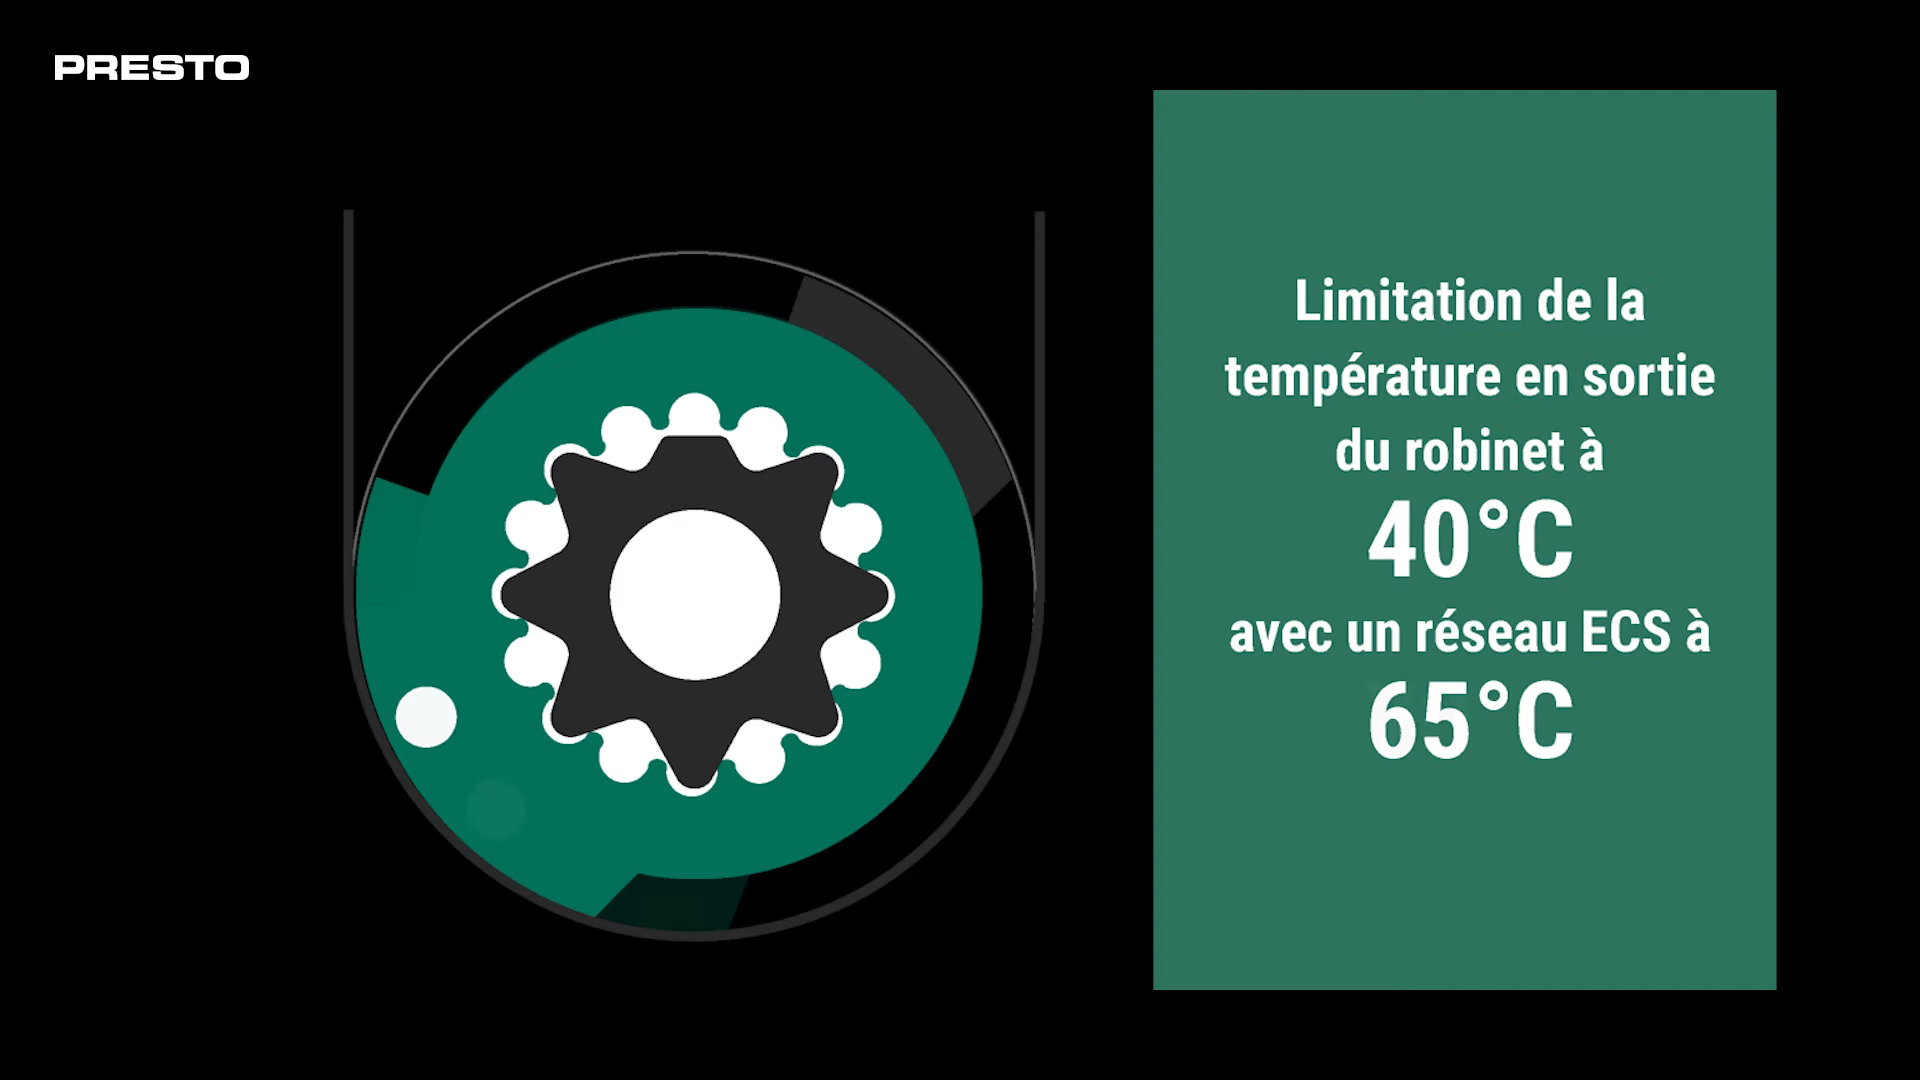 PRESTO
Limitation de la
température en sortie
du robinet à
40°C
avec un réseau ECS à
65°C